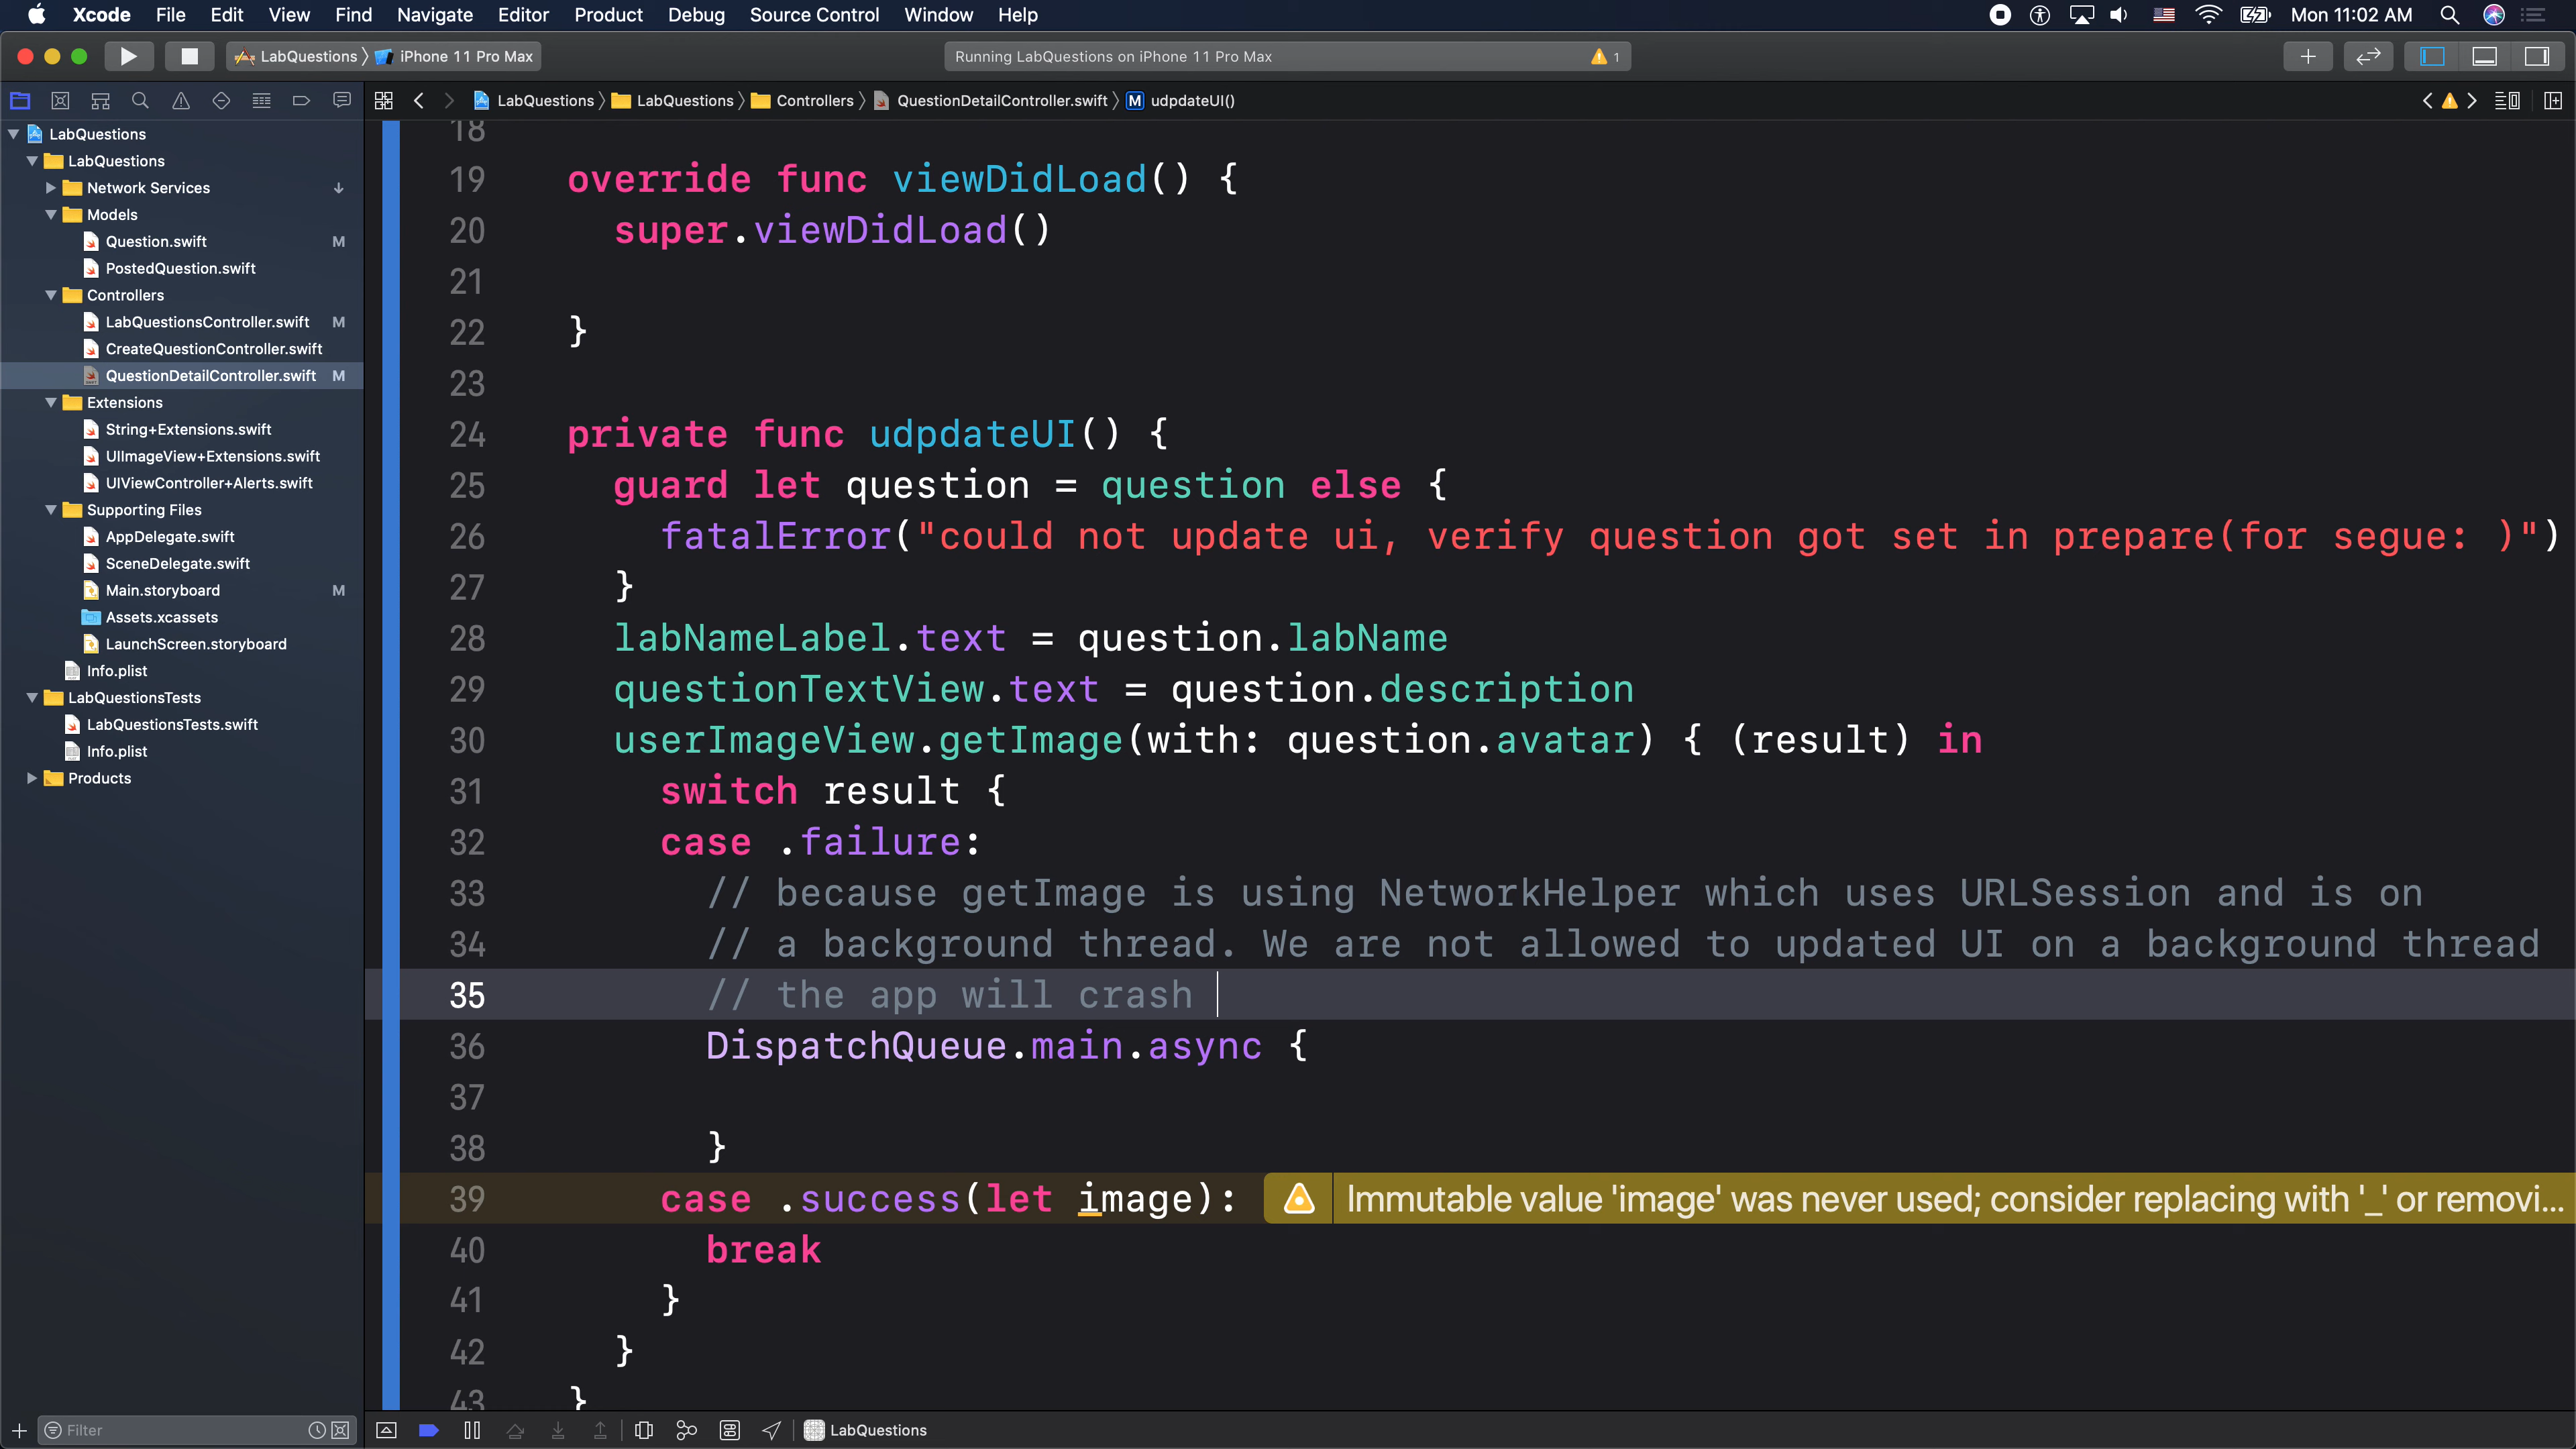 Xcode File Edit View Find Navigate Editor Product Debug Source Control Window Help Mon 11:02 AM
LabQuestions iPhone 11 Pro Max Running LabQuestions on iPhone 11 Pro Max 1
LabQuestions LabQuestions Controllers QuestionDetailController.swift M udpdateUI()
LabQuestions
LabQuestions
Network Services
Models
Question.swift M
PostedQuestion.swift
Controllers
LabQuestionsController.swift M
CreateQuestionController.swift
QuestionDetailController.swift M
Extensions
String+Extensions.swift
UIImageView+Extensions.swift
UIViewController+Alerts.swift
Supporting Files
AppDelegate.swift
SceneDelegate.swift
Main.storyboard M
Assets.xcassets
LaunchScreen.storyboard
Info.plist
LabQuestionsTests
LabQuestionsTests.swift
Info.plist
Products
18
19 override func viewDidLoad() {
20 super.viewDidLoad()
21
22 }
23
24 private func udpdateUI() {
25 guard let question = question else {
26 fatalError("could not update ui, verify question got set in prepare(for segue: )")
27 }
28 labNameLabel.text = question.labName
29 questionTextView.text = question.description
30 userImageView.getImage(with: question.avatar) { (result) in
31 switch result {
32 case .failure:
33 // because getImage is using NetworkHelper which uses URLSession and is on
34 // a background thread. We are not allowed to updated UI on a background thread
35 // the app will crash
36 DispatchQueue.main.async {
37
38 }
39 case .success(let image): Immutable value 'image' was never used; consider replacing with '_' or removi...
40 break
41 }
42 }
43 }
Filter LabQuestions